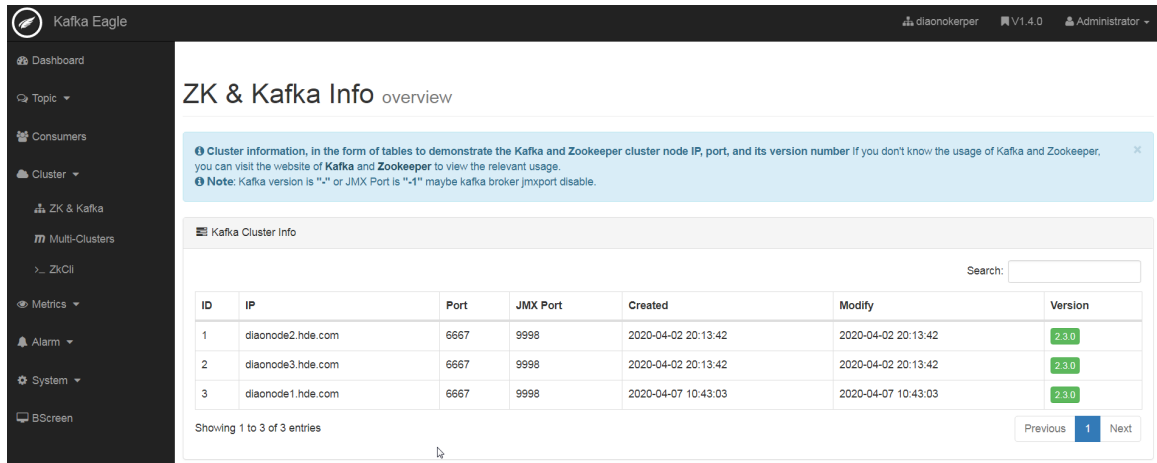 Kafka Eagle
diaonokerper V1.4.0 Administrator
Dashboard
Topic
Consumers
Cluster
ZK & Kafka
Multi-Clusters
ZkCli
Metrics
Alarm
System
BScreen
ZK & Kafka Info overview
Cluster information, in the form of tables to demonstrate the Kafka and Zookeeper cluster node IP, port, and its version number If you don't know the usage of Kafka and Zookeeper, ×
you can visit the website of Kafka and Zookeeper to view the relevant usage.
Note: Kafka version is "-" or JMX Port is "-1" maybe kafka broker jmxport disable.
Kafka Cluster Info
Search:
ID IP Port JMX Port Created Modify Version
1 diaonode2.hde.com 6667 9998 2020-04-02 20:13:42 2020-04-02 20:13:42 2.3.0
2 diaonode3.hde.com 6667 9998 2020-04-02 20:13:42 2020-04-02 20:13:42 2.3.0
3 diaonode1.hde.com 6667 9998 2020-04-07 10:43:03 2020-04-07 10:43:03 2.3.0
Showing 1 to 3 of 3 entries
Previous 1 Next